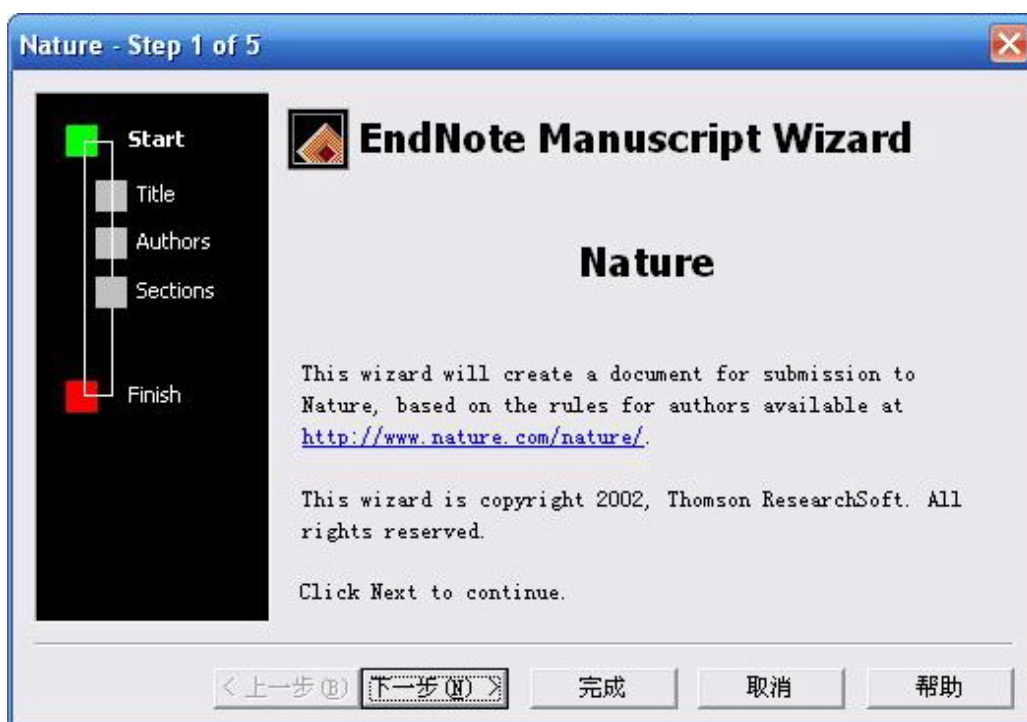 Nature - Step 1 of 5
Start
Title
Authors
Sections
Finish
EndNote Manuscript Wizard
Nature
This wizard will create a document for submission to
Nature, based on the rules for authors available at
http://www.nature.com/nature/.
This wizard is copyright 2002, Thomson ResearchSoft. All
rights reserved.
Click Next to continue.
< 上一步(B) 下一步(N) > 完成 取消 帮助